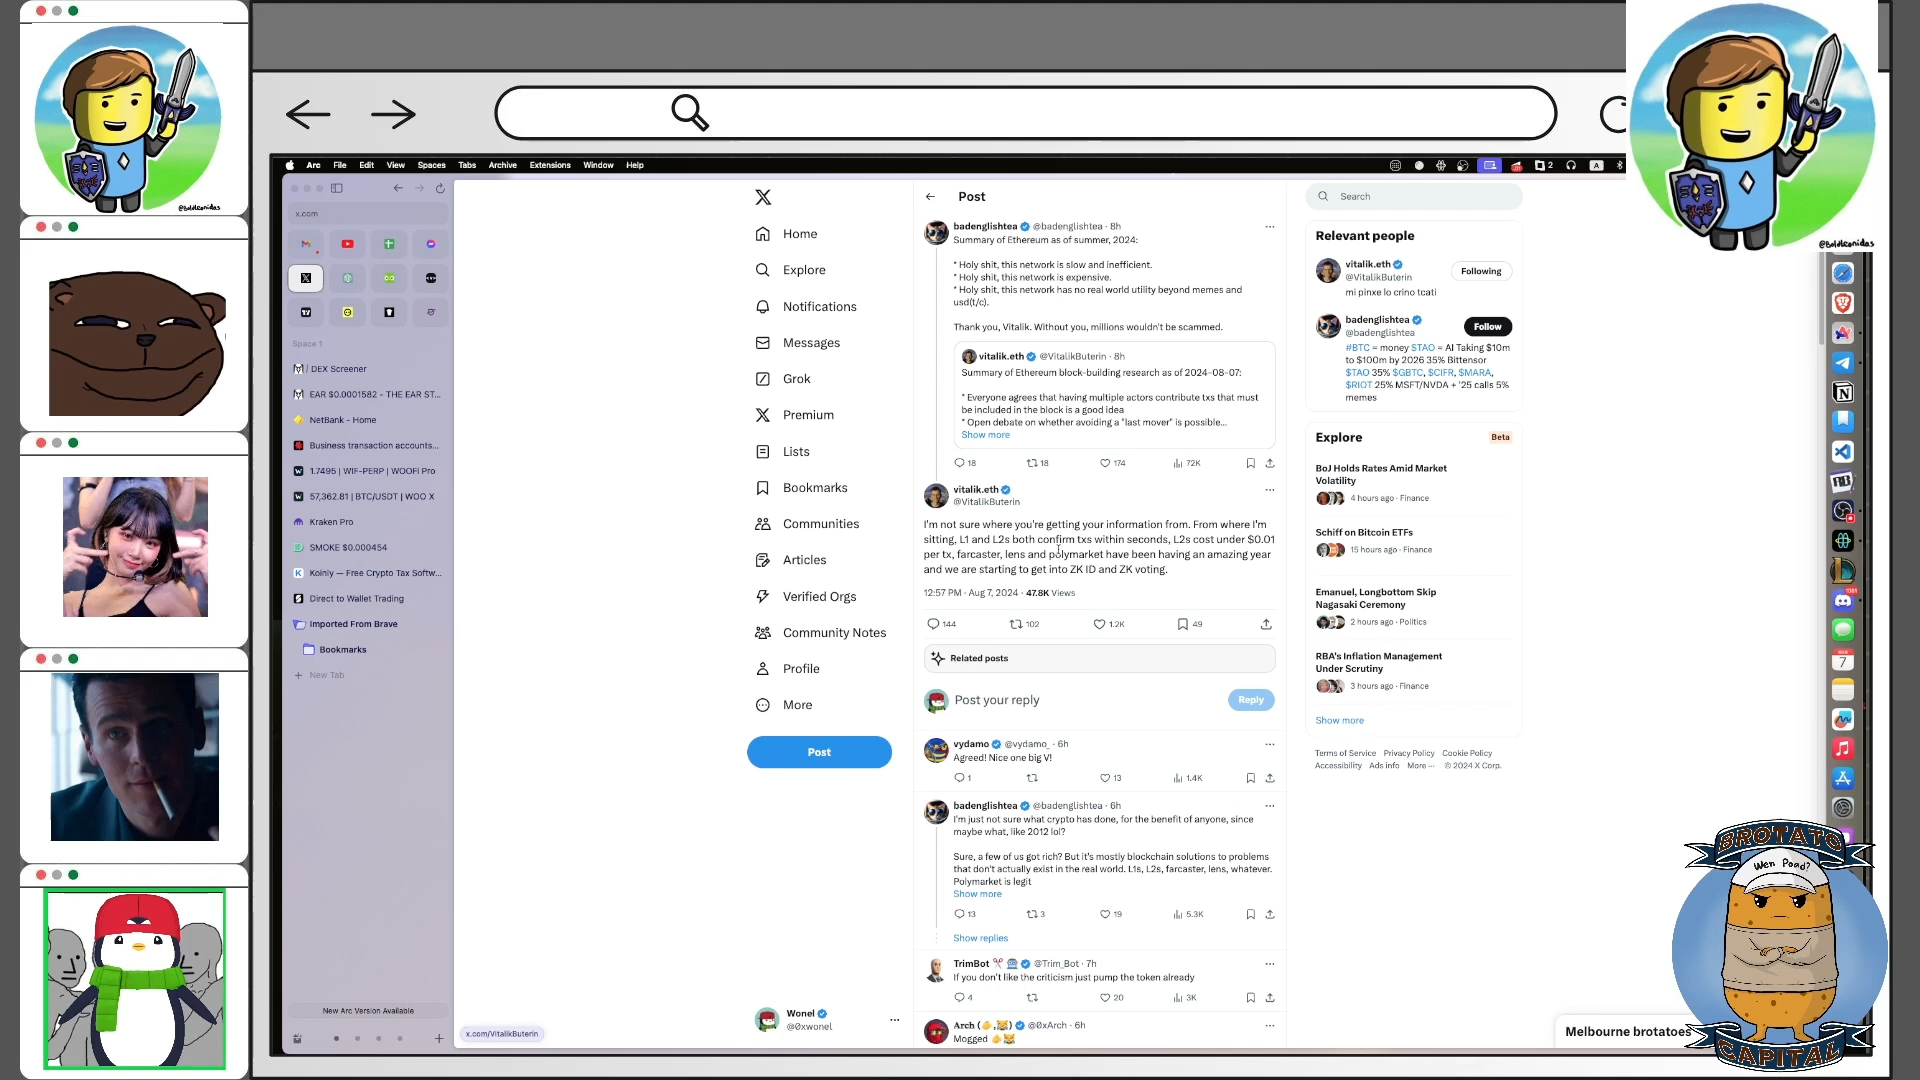 @Boldleonidas
@Boldleonidas
Arc File Edit View Spaces Tabs Archive Extensions Window Help
2
A
x.com
Space 1
/ DEX Screener
EAR $0.0001582 - THE EAR ST...
NetBank - Home
Business transaction accounts...
1.7495 | WIF-PERP | WOOFi Pro
57,362.81 | BTC/USDT | WOO X
Kraken Pro
SMOKE $0.000454
Koinly — Free Crypto Tax Softw...
Direct to Wallet Trading
Imported From Brave
Bookmarks
+ New Tab
New Arc Version Available
x.com/VitalikButerin
Home
Explore
Notifications
Messages
Grok
Premium
Lists
Bookmarks
Communities
Articles
Verified Orgs
Community Notes
Profile
More
Post
Wonel
@0xwonel
Post
badenglishtea @badenglishtea · 8h
Summary of Ethereum as of summer, 2024:
* Holy shit, this network is slow and inefficient.
* Holy shit, this network is expensive.
* Holy shit, this network has no real world utility beyond memes and
usd(t/c).
Thank you, Vitalik. Without you, millions wouldn't be scammed.
vitalik.eth @VitalikButerin · 8h
Summary of Ethereum block-building research as of 2024-08-07:
* Everyone agrees that having multiple actors contribute txs that must
be included in the block is a good idea
* Open debate on whether avoiding a "last mover" is possible...
Show more
18 18 174 72K
vitalik.eth
@VitalikButerin
I'm not sure where you're getting your information from. From where I'm
sitting, L1 and L2s both confirm txs within seconds, L2s cost under $0.01
per tx, farcaster, lens and polymarket have been having an amazing year
and we are starting to get into ZK ID and ZK voting.
12:57 PM · Aug 7, 2024 · 47.8K Views
144 102 1.2K 49
Related posts
Post your reply
Reply
vydamo @vydamo_ · 6h
Agreed! Nice one big V!
1 13 1.4K
badenglishtea @badenglishtea · 6h
I'm just not sure what crypto has done, for the benefit of anyone, since
maybe what, like 2012 lol?
Sure, a few of us got rich? But it's mostly blockchain solutions to problems
that don't actually exist in the real world. L1s, L2s, farcaster, lens, whatever.
Polymarket is legit
Show more
13 3 19 5.3K
Show replies
TrimBot @Trim_Bot · 7h
If you don't like the criticism just pump the token already
4 20 3K
Arch ( , ) @0xArch · 6h
Mogged
Search
Relevant people
vitalik.eth
@VitalikButerin
Following
mi pinxe lo crino tcati
badenglishtea
@badenglishtea
Follow
#BTC = money $TAO = AI Taking $10m
to $100m by 2026 35% Bittensor
$TAO 35% $GBTC, $CIFR, $MARA,
$RIOT 25% MSFT/NVDA + '25 calls 5%
memes
Explore
Beta
BoJ Holds Rates Amid Market
Volatility
4 hours ago · Finance
Schiff on Bitcoin ETFs
15 hours ago · Finance
Emanuel, Longbottom Skip
Nagasaki Ceremony
2 hours ago · Politics
RBA's Inflation Management
Under Scrutiny
3 hours ago · Finance
Show more
Terms of Service Privacy Policy Cookie Policy
Accessibility Ads info More ··· © 2024 X Corp.
7
BROTATO
Wen Poad?
CAPITAL
Melbourne brotatoes